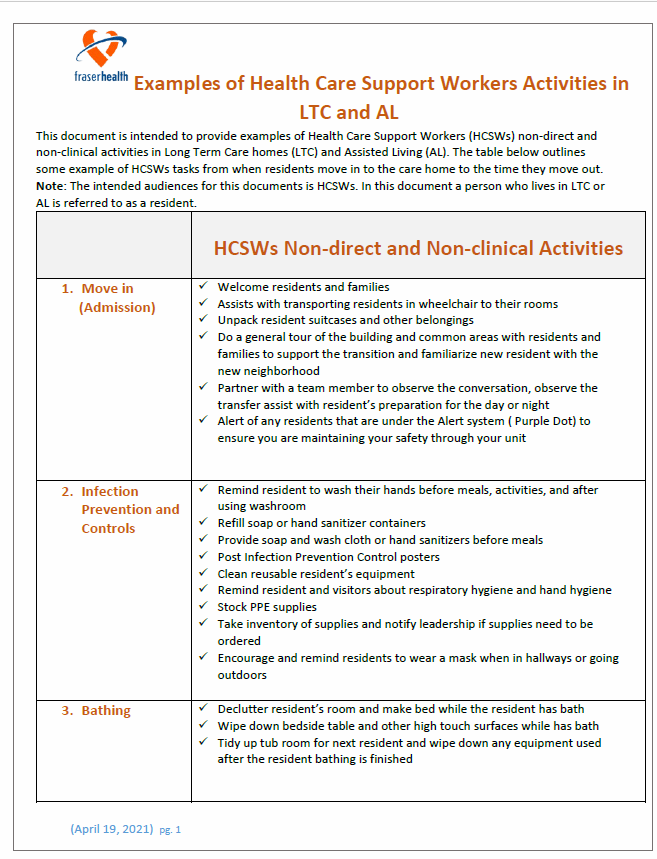 fraserhealth
Examples of Health Care Support Workers Activities in
LTC and AL
This document is intended to provide examples of Health Care Support Workers (HCSWs) non-direct and
non-clinical activities in Long Term Care homes (LTC) and Assisted Living (AL). The table below outlines
some example of HCSWs tasks from when residents move in to the care home to the time they move out.
Note: The intended audiences for this documents is HCSWs. In this document a person who lives in LTC or
AL is referred to as a resident.
HCSWs Non-direct and Non-clinical Activities
1. Move in
(Admission)
✓ Welcome residents and families
✓ Assists with transporting residents in wheelchair to their rooms
✓ Unpack resident suitcases and other belongings
✓ Do a general tour of the building and common areas with residents and
families to support the transition and familiarize new resident with the
new neighborhood
✓ Partner with a team member to observe the conversation, observe the
transfer assist with resident's preparation for the day or night
✓ Alert of any residents that are under the Alert system ( Purple Dot) to
ensure you are maintaining your safety through your unit
2. Infection
Prevention and
Controls
✓ Remind resident to wash their hands before meals, activities, and after
using washroom
✓ Refill soap or hand sanitizer containers
✓ Provide soap and wash cloth or hand sanitizers before meals
✓ Post Infection Prevention Control posters
✓ Clean reusable resident's equipment
✓ Remind resident and visitors about respiratory hygiene and hand hygiene
✓ Stock PPE supplies
✓ Take inventory of supplies and notify leadership if supplies need to be
ordered
✓ Encourage and remind residents to wear a mask when in hallways or going
outdoors
3. Bathing
✓ Declutter resident's room and make bed while the resident has bath
✓ Wipe down bedside table and other high touch surfaces while has bath
✓ Tidy up tub room for next resident and wipe down any equipment used
after the resident bathing is finished
(April 19, 2021) pg. 1